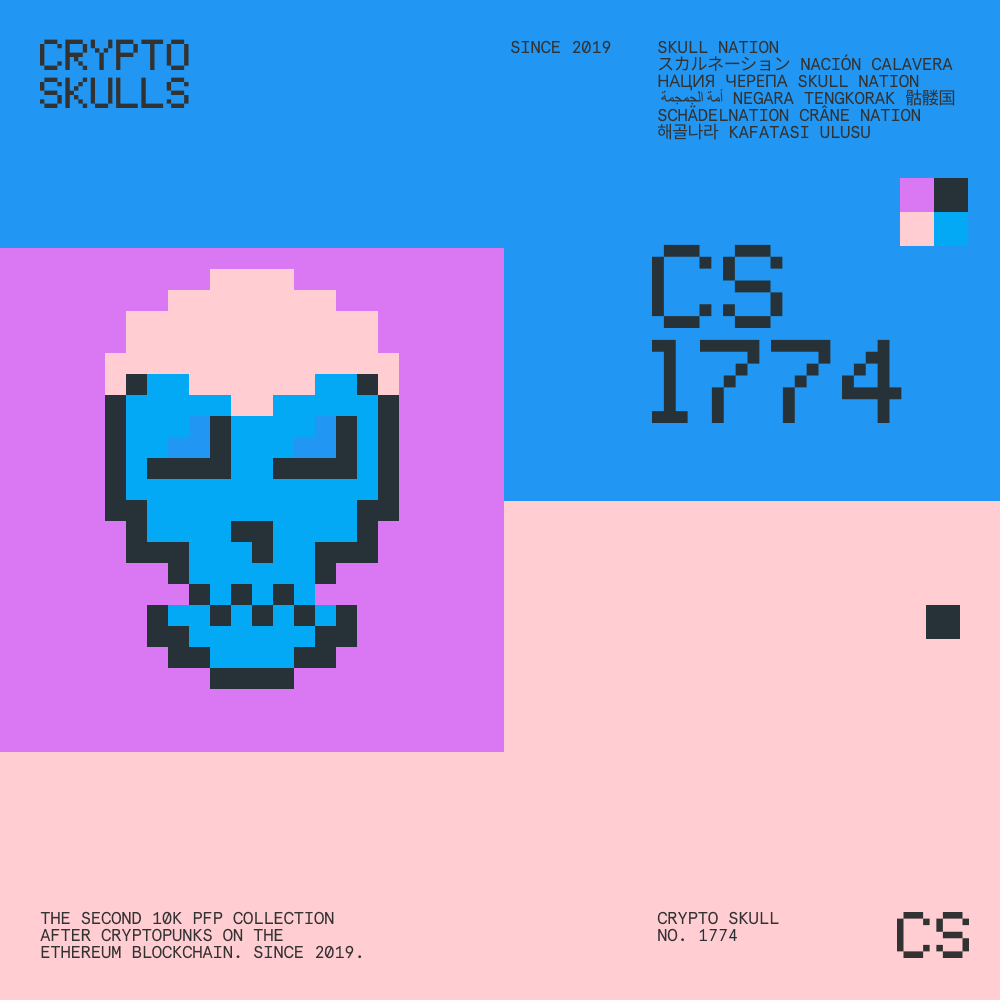 CRYPTO
SKULLS
SINCE 2019
SKULL NATION
スカルネーション NACIÓN CALAVERA
НАЦИЯ ЧЕРЕПА SKULL NATION
أمة الجمجمة NEGARA TENGKORAK 骷髅国
SCHÄDELNATION CRÂNE NATION
해골나라 KAFATASI ULUSU
CS
1774
THE SECOND 10K PFP COLLECTION
AFTER CRYPTOPUNKS ON THE
ETHEREUM BLOCKCHAIN. SINCE 2019.
CRYPTO SKULL
NO. 1774
CS